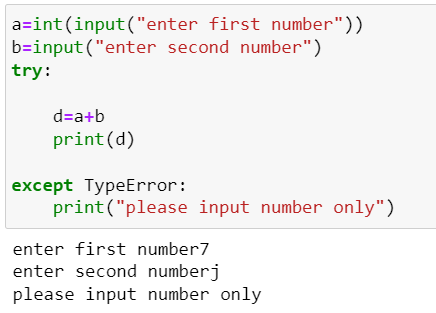 a=int(input("enter first number"))
b=input("enter second number")
try:
    d=a+b
    print(d)
except TypeError:
    print("please input number only")
enter first number7
enter second numberj
please input number only